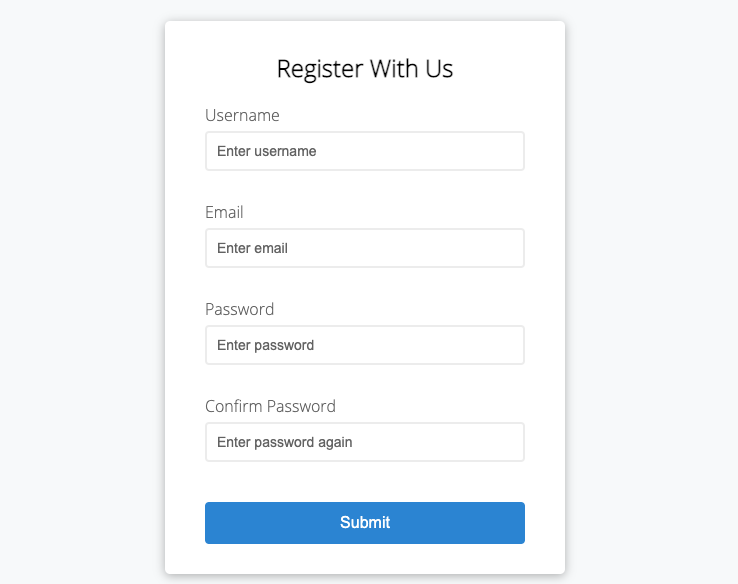 Register With Us
Username
Enter username
Email
Enter email
Password
Enter password
Confirm Password
Enter password again
Submit